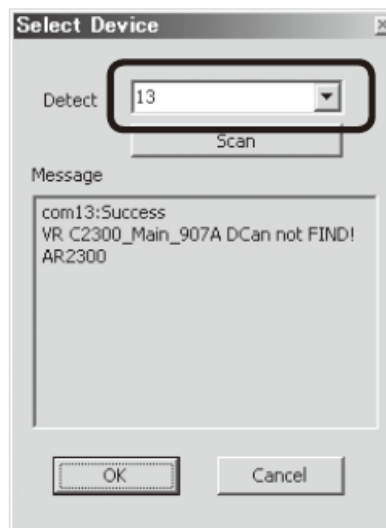 Select Device
Detect 13
Scan
Message
com13:Success
VR C2300_Main_907A DCan not FIND!
AR2300
OK Cancel